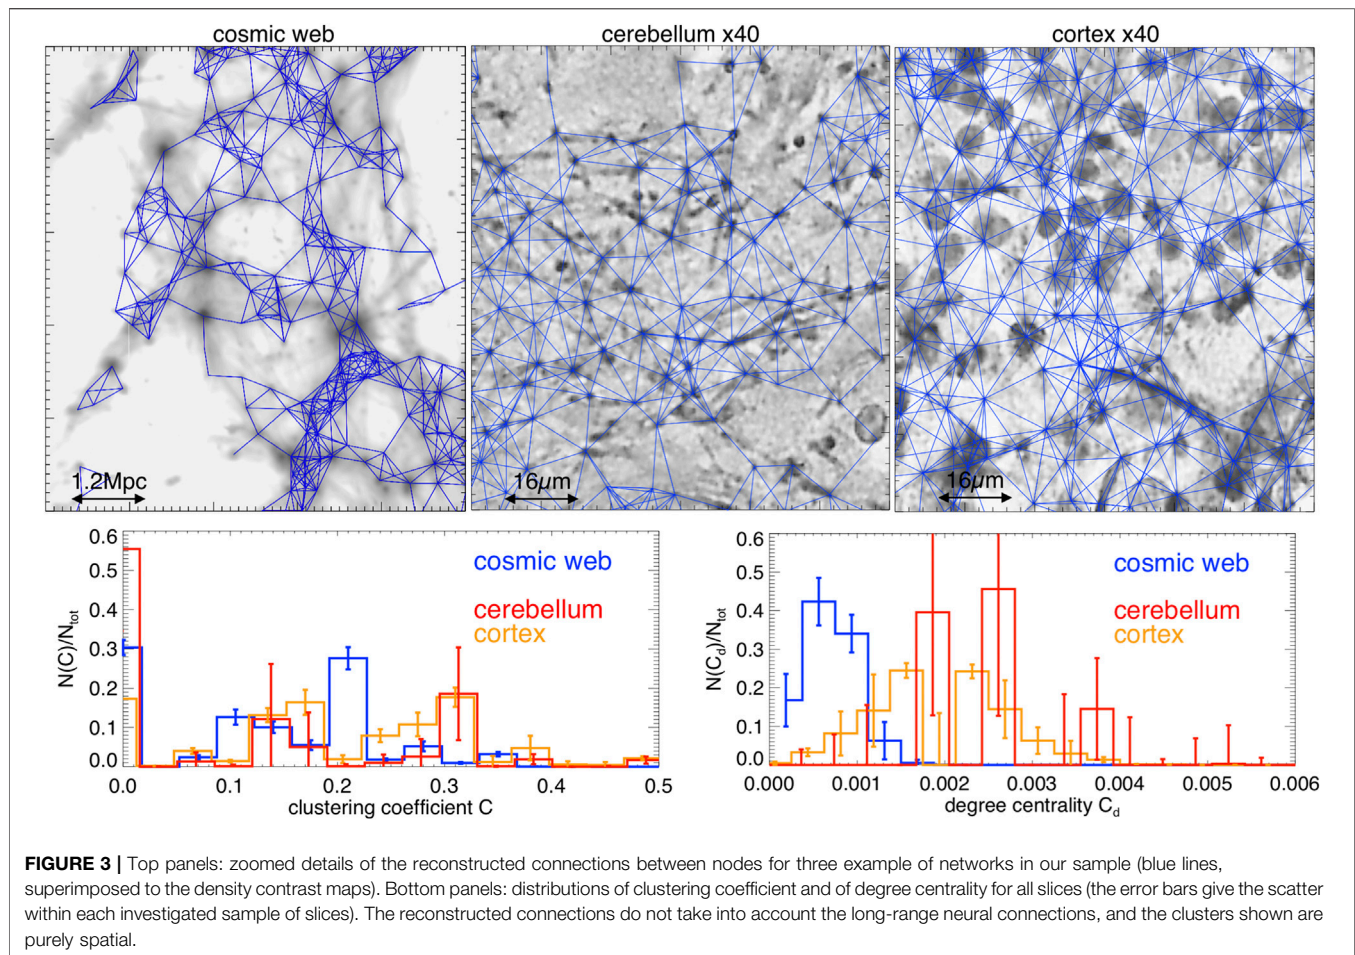 cosmic web
cerebellum x40
cortex x40
1.2Mpc
16μm
16μm
0.6
0.5
0.4
0.3
0.2
0.1
0.0
N(C)/Ntot
cosmic web
cerebellum
cortex
0.0
0.1
0.2
0.3
0.4
0.5
clustering coefficient C
0.6
0.5
0.4
0.3
0.2
0.1
0.0
N(Cd)/Ntot
cosmic web
cerebellum
cortex
0.000
0.001
0.002
0.003
0.004
0.005
0.006
degree centrality Cd
FIGURE 3 | Top panels: zoomed details of the reconstructed connections between nodes for three example of networks in our sample (blue lines,
superimposed to the density contrast maps). Bottom panels: distributions of clustering coefficient and of degree centrality for all slices (the error bars give the scatter
within each investigated sample of slices). The reconstructed connections do not take into account the long-range neural connections, and the clusters shown are
purely spatial.